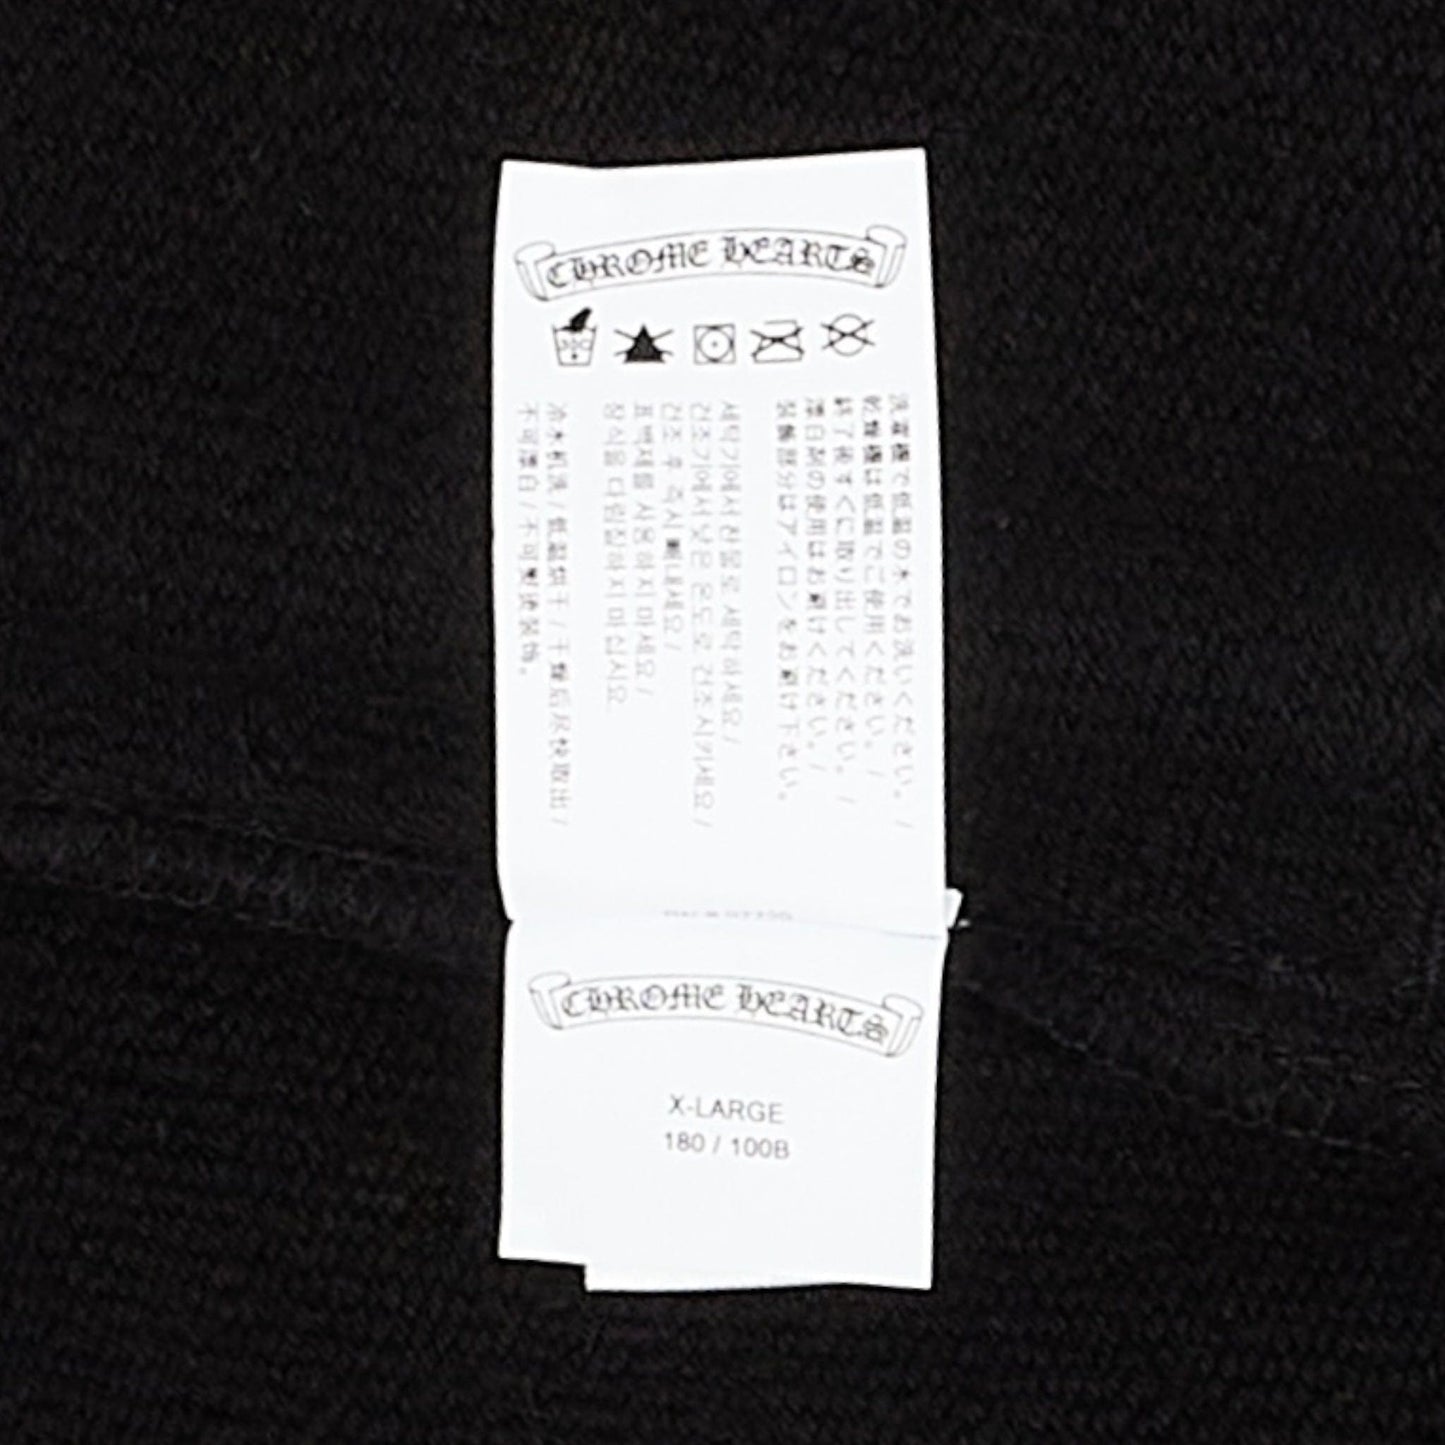 CHROME HEARTS
30C
洗濯機で低温の水でお洗いください。/
乾燥機は低温でご使用ください。/
終了後すぐに取り出してください。/
漂白剤の使用はお避けください。/
装飾部分はアイロンをお避け下さい。
세탁기에서 찬물로 세탁하세요/
건조기에서 낮은 온도로 건조시키세요/
건조 후 즉시 꺼내세요/
표백제를 사용하지 마세요/
장식을 다림질하지 마십시오.
冷水机洗 / 低温烘干 / 干燥后尽快取出 /
不可漂白 / 不可熨烫装饰。
CHROME HEARTS
X-LARGE
180 / 100B